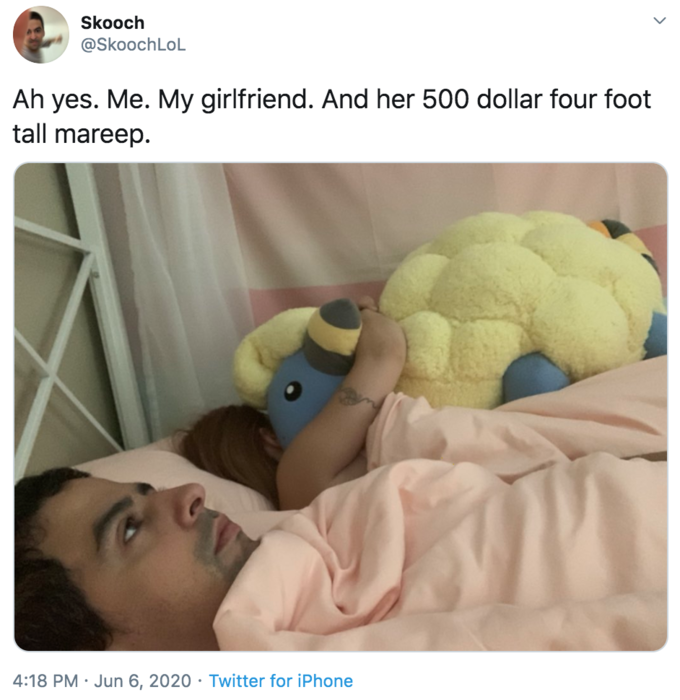 Skooch
@SkoochLoL
Ah yes. Me. My girlfriend. And her 500 dollar four foot
tall mareep.
4:18 PM · Jun 6, 2020 · Twitter for iPhone